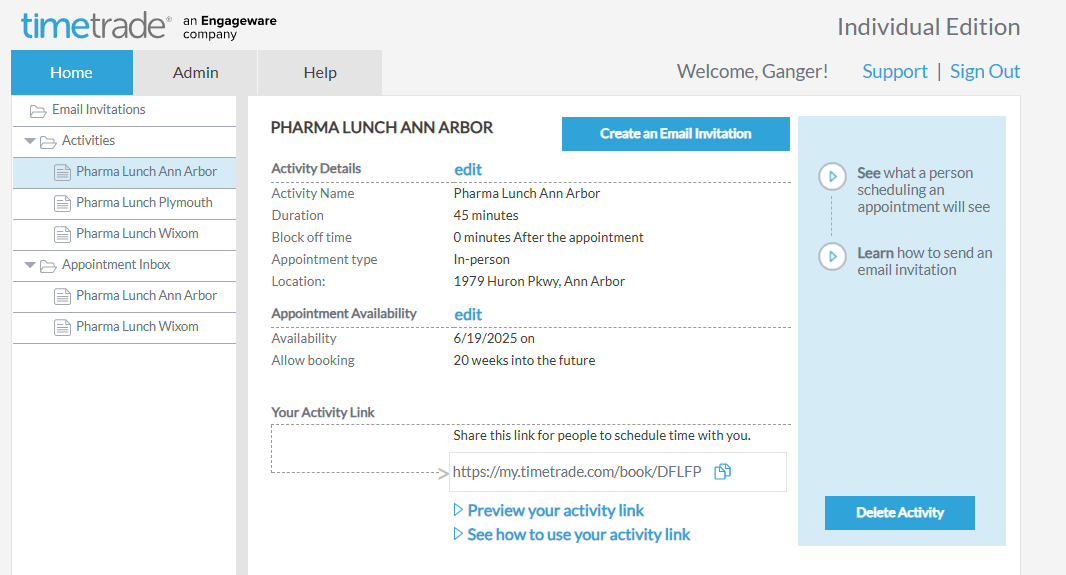 timetrade® an Engageware company
Individual Edition
Home Admin Help
Welcome, Ganger! Support | Sign Out
Email Invitations
Activities
Pharma Lunch Ann Arbor
Pharma Lunch Plymouth
Pharma Lunch Wixom
Appointment Inbox
Pharma Lunch Ann Arbor
Pharma Lunch Wixom
PHARMA LUNCH ANN ARBOR
Create an Email Invitation
Activity Details edit
Activity Name Pharma Lunch Ann Arbor
Duration 45 minutes
Block off time 0 minutes After the appointment
Appointment type In-person
Location: 1979 Huron Pkwy, Ann Arbor
Appointment Availability edit
Availability 6/19/2025 on
Allow booking 20 weeks into the future
Your Activity Link
Share this link for people to schedule time with you.
https://my.timetrade.com/book/DFLFP
Preview your activity link
See how to use your activity link
See what a person
scheduling an
appointment will see
Learn how to send an
email invitation
Delete Activity